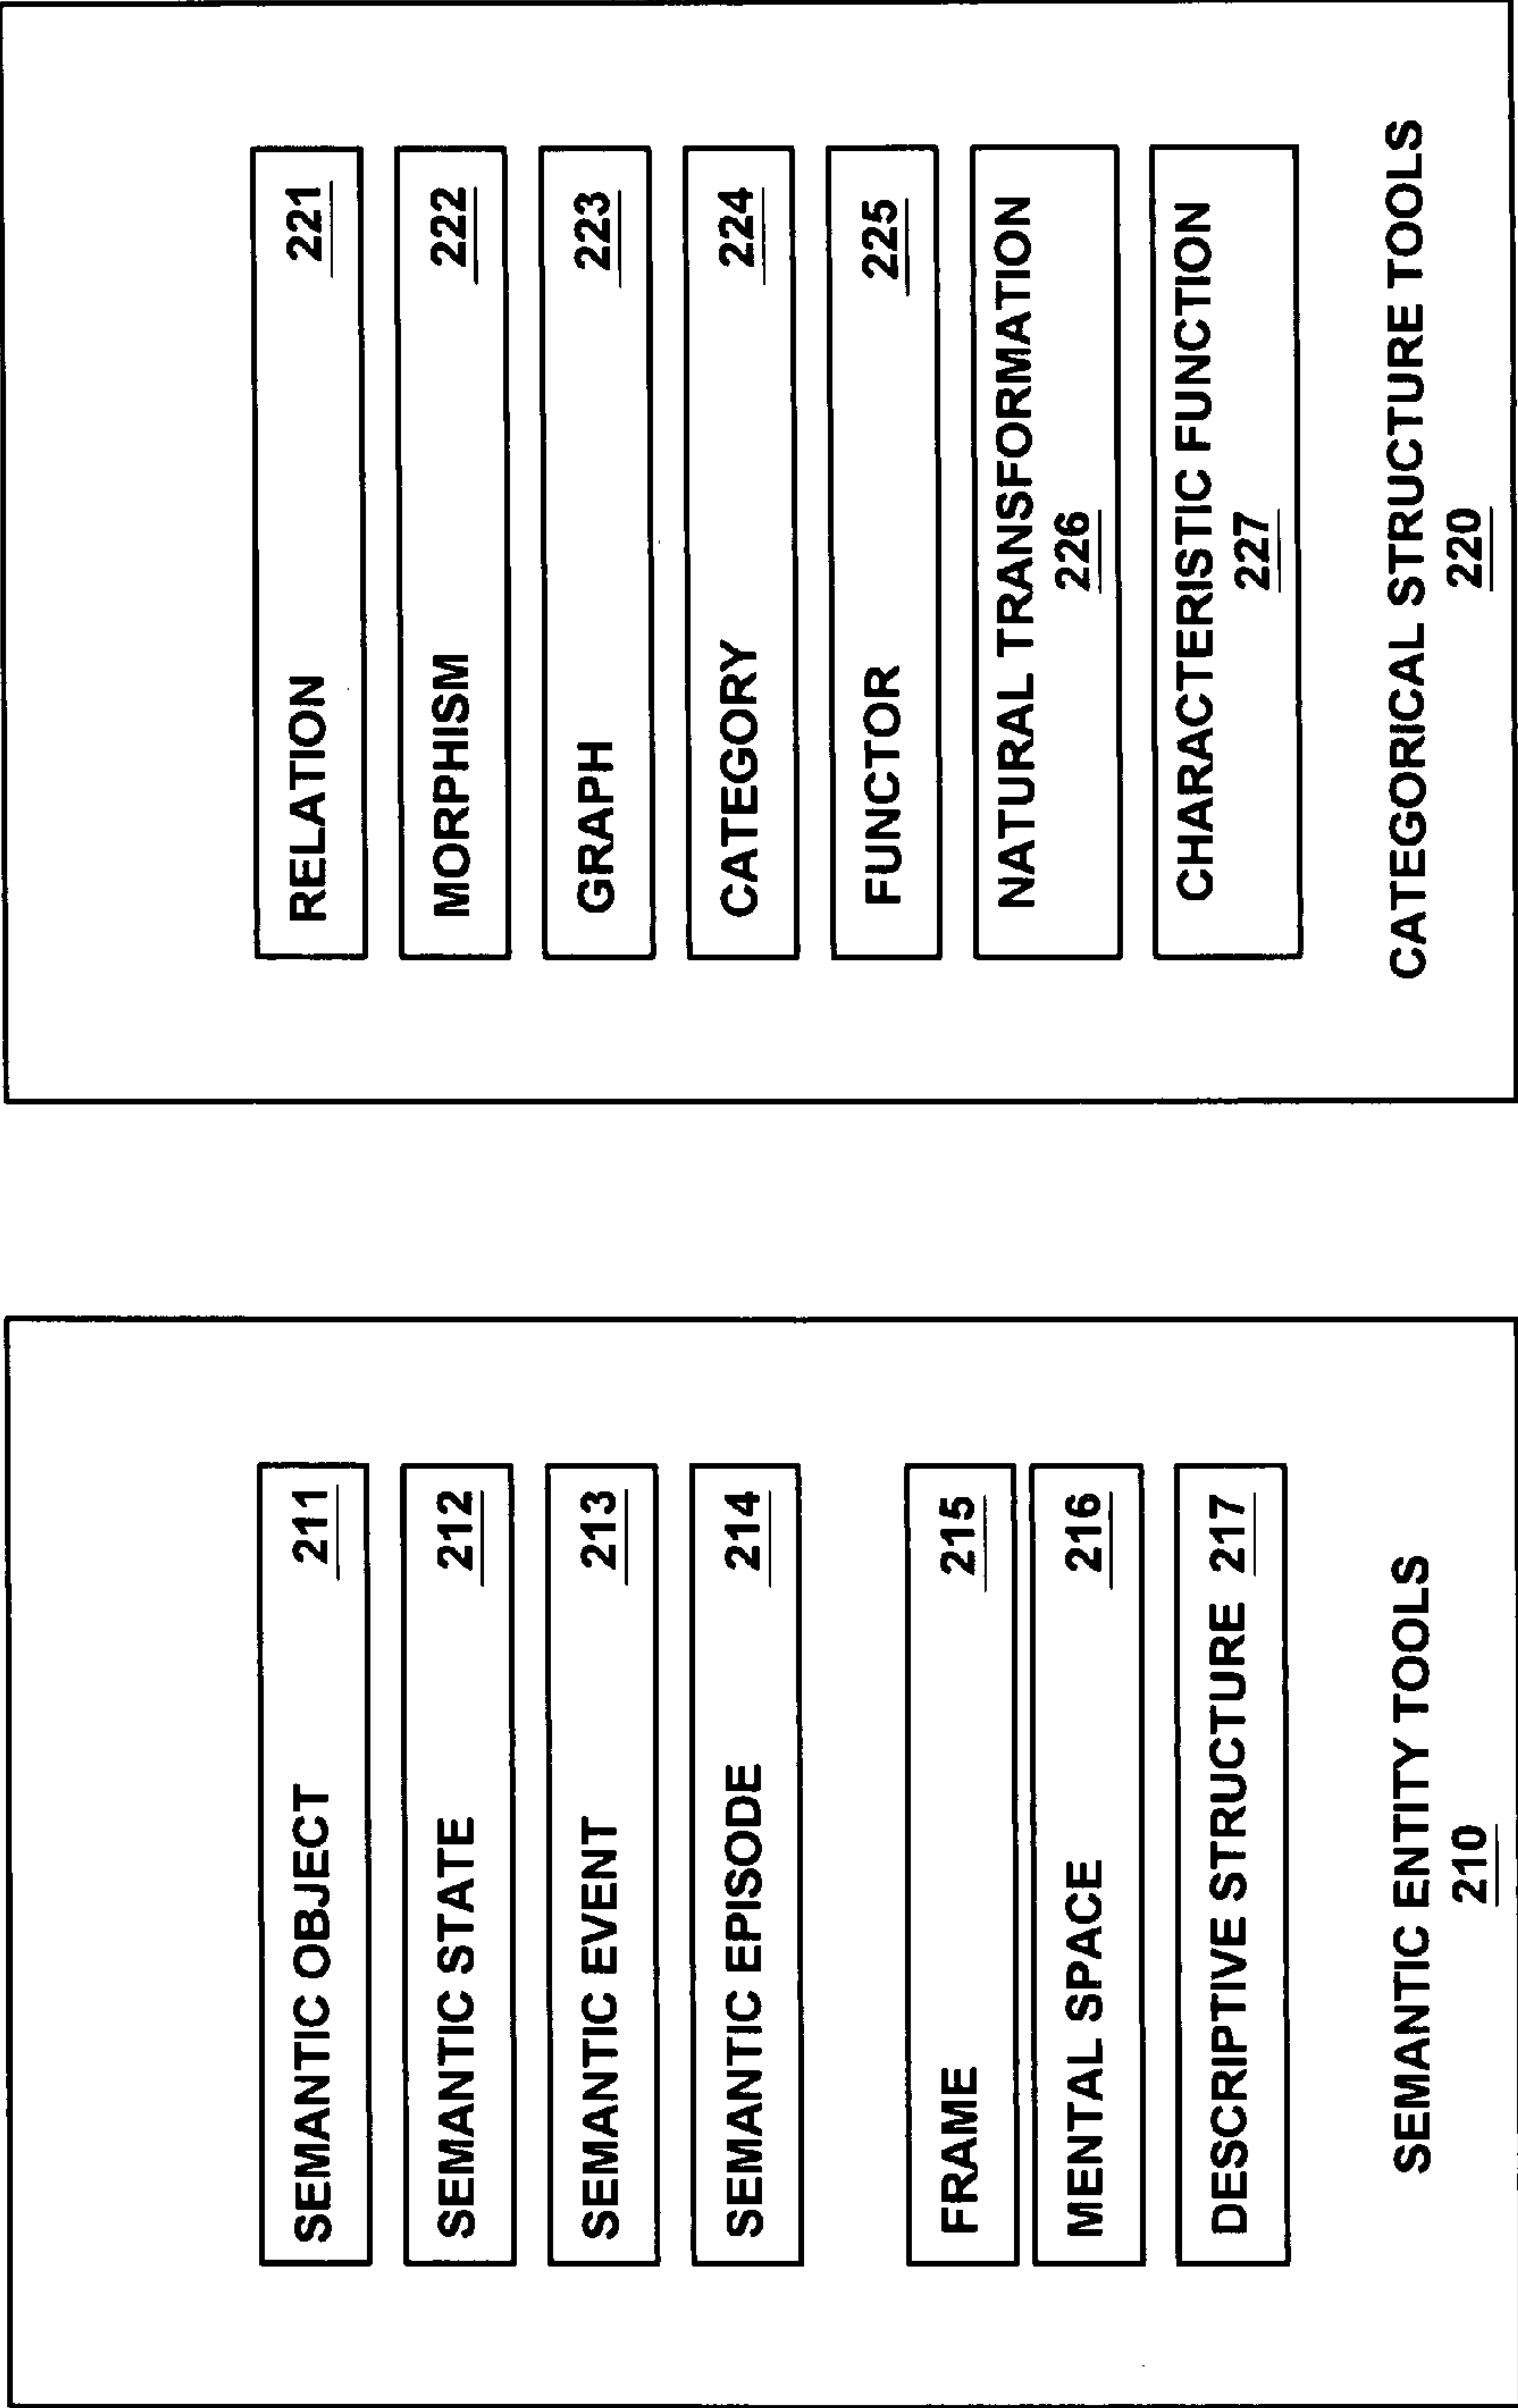 SEMANTIC OBJECT 211
SEMANTIC STATE 212
SEMANTIC EVENT 213
SEMANTIC EPISODE 214
FRAME 215
MENTAL SPACE 216
DESCRIPTIVE STRUCTURE 217
SEMANTIC ENTITY TOOLS
210
RELATION 221
MORPHISM 222
GRAPH 223
CATEGORY 224
FUNCTOR 225
NATURAL TRANSFORMATION
226
CHARACTERISTIC FUNCTION
227
CATEGORICAL STRUCTURE TOOLS
220